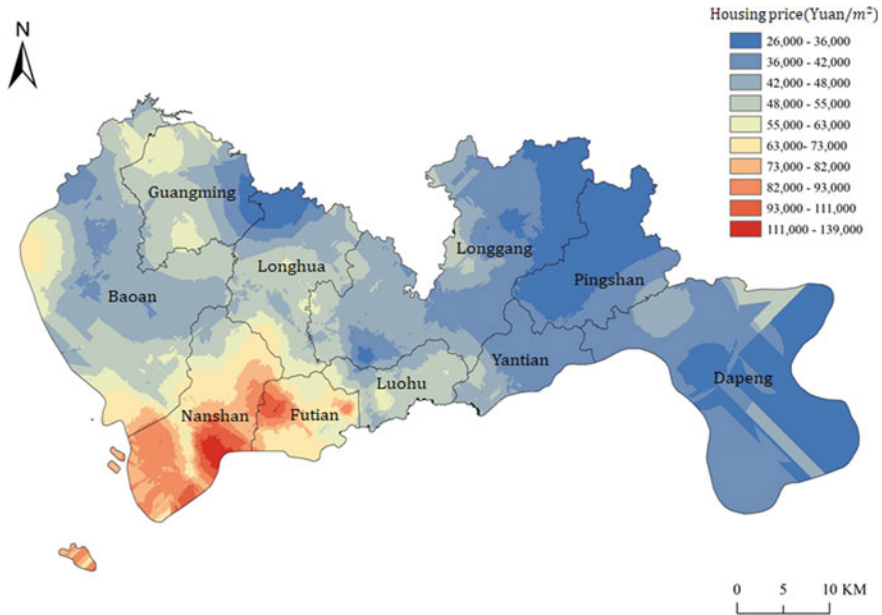 N
Housing price(Yuan/m²)
26,000 - 36,000
36,000 - 42,000
42,000 - 48,000
48,000 - 55,000
55,000 - 63,000
63,000- 73,000
73,000 - 82,000
82,000 - 93,000
93,000 - 111,000
111,000 - 139,000
Guangming
Longgang
Longhua
Pingshan
Baoan
Yantian
Luohu
Dapeng
Nanshan
Futian
0 5 10 KM